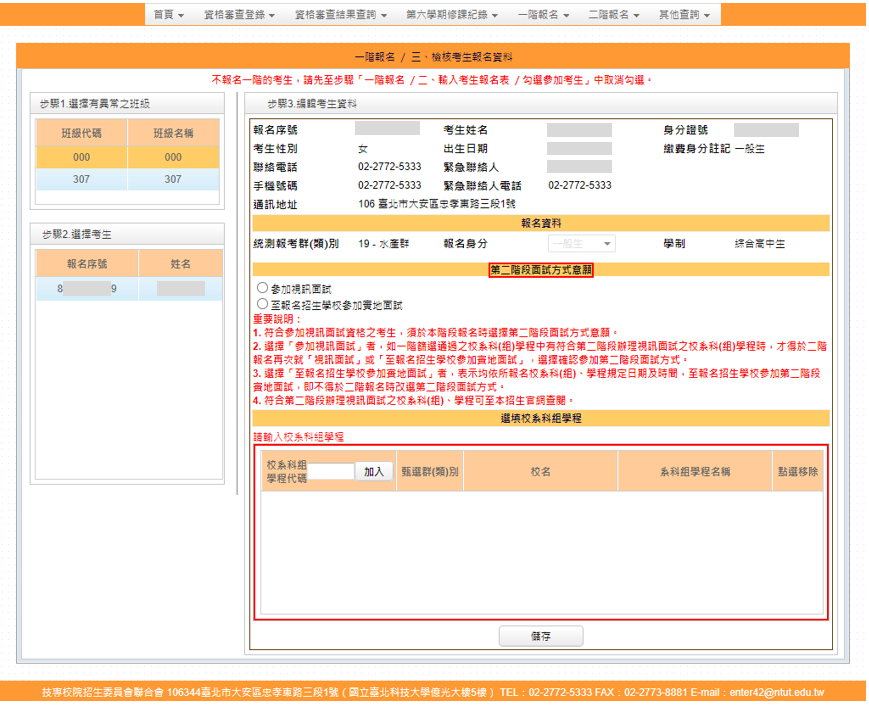 首頁 資格審查登錄 資格審查結果查詢 第六學期修課紀錄 一階報名 二階報名 其他查詢
一階報名 / 三、檢核考生報名資料
不報名一階的考生，請先至步驟「一階報名 / 二、輸入考生報名表 / 勾選參加考生」中取消勾選。
步驟1.選擇有異常之班級
班級代碼 班級名稱
000 000
307 307
步驟2.選擇考生
報名序號 姓名
8 9
步驟3.編輯考生資料
報名序號 考生姓名 身分證號
考生性別 女 出生日期 繳費身分註記 一般生
聯絡電話 02-2772-5333 緊急聯絡人
手機號碼 02-2772-5333 緊急聯絡人電話 02-2772-5333
通訊地址 106 臺北市大安區忠孝東路三段1號
報名資料
統測報考群(類)別 19 - 水產群 報名身分 一般生 學制 綜合高中生
第二階段面試方式意願
參加視訊面試
至報名招生學校參加實地面試
重要說明：
1. 符合參加視訊面試資格之考生，須於本階段報名時選擇第二階段面試方式意願。
2. 選擇「參加視訊面試」者，如一階篩選通過之校系科(組)學程中有符合第二階段辦理視訊面試之校系科(組)學程時，才得於二階
報名再次就「視訊面試」或「至報名招生學校參加實地面試」，選擇確認參加第二階段面試方式。
3. 選擇「至報名招生學校參加實地面試」者，表示均依所報名校系科(組)、學程規定日期及時間，至報名招生學校參加第二階段
實地面試，即不得於二階報名時改選第二階段面試方式。
4. 符合第二階段辦理視訊面試之校系科(組)、學程可至本招生官網查閱。
選填校系科組學程
請輸入校系科組學程
校系科組
學程代碼 加入 甄選群(類)別 校名 系科組學程名稱 點選移除
儲存
技專校院招生委員會聯合會 106344臺北市大安區忠孝東路三段1號 ( 國立臺北科技大學億光大樓5樓 ) TEL : 02-2772-5333 FAX : 02-2773-8881 E-mail : enter42@ntut.edu.tw